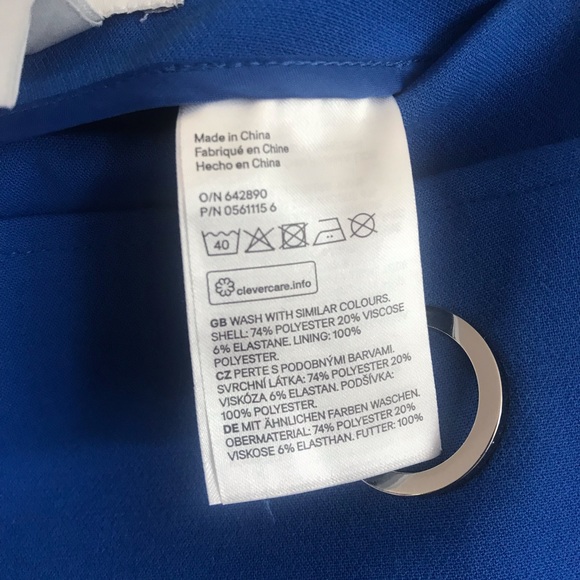 Made in China
Fabriqué en Chine
Hecho en China
O/N 642890
P/N 0561115 6
40
clevercare.info
GB WASH WITH SIMILAR COLOURS.
SHELL: 74% POLYESTER 20% VISCOSE
6% ELASTANE. LINING: 100%
POLYESTER.
CZ PERTE S PODOBNÝMI BARVAMI.
SVRCHNÍ LÁTKA: 74% POLYESTER 20%
VISKÓZA 6% ELASTAN. PODŠÍVKA:
100% POLYESTER.
DE MIT ÄHNLICHEN FARBEN WASCHEN.
OBERMATERIAL: 74% POLYESTER 20%
VISKOSE 6% ELASTHAN. FUTTER: 100%